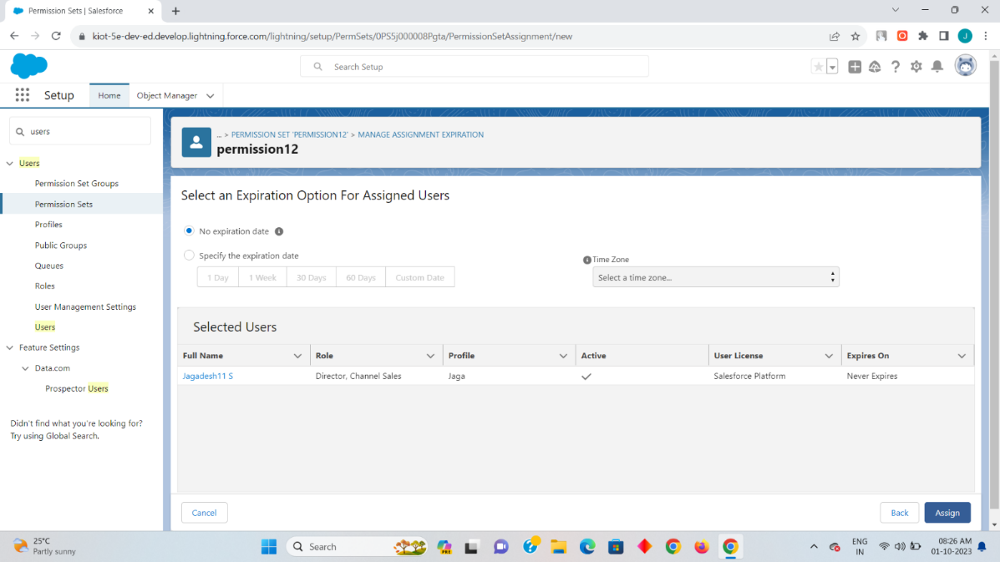 Permission Sets | Salesforce
kiot-5e-dev-ed.develop.lightning.force.com/lightning/setup/PermSets/0PS5j000008Pgta/PermissionSetAssignment/new
J
Search Setup
Setup
Home
Object Manager
users
Users
Permission Set Groups
Permission Sets
Profiles
Public Groups
Queues
Roles
User Management Settings
Users
Feature Settings
Data.com
Prospector Users
Didn't find what you're looking for?
Try using Global Search.
... > PERMISSION SET 'PERMISSION12' > MANAGE ASSIGNMENT EXPIRATION
permission12
Select an Expiration Option For Assigned Users
No expiration date
Specify the expiration date
1 Day 1 Week 30 Days 60 Days Custom Date
Time Zone
Select a time zone...
Selected Users
Full Name Role Profile Active User License Expires On
Jagadesh11 S Director, Channel Sales Jaga Salesforce Platform Never Expires
Cancel Back Assign
25°C
Partly sunny
Search
PRE
ENG
IN
08:26 AM
01-10-2023